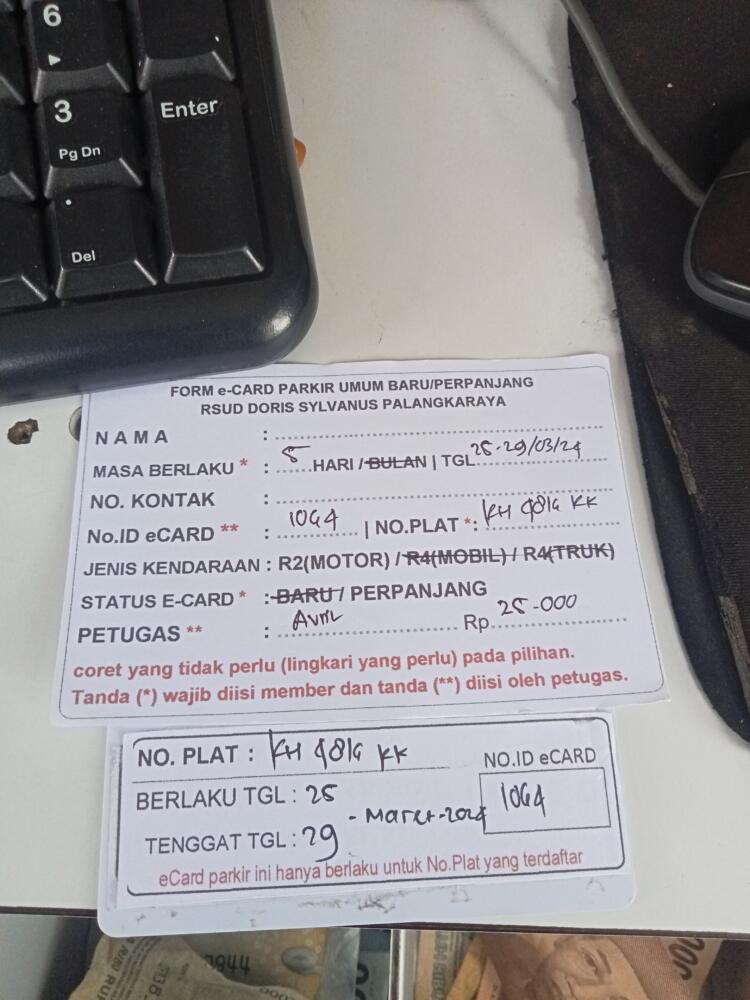 6
3
Pg Dn
Enter
Del
FORM e-CARD PARKIR UMUM BARU/PERPANJANG
RSUD DORIS SYLVANUS PALANGKARAYA
NAMA :
MASA BERLAKU * : 5 HARI / BULAN | TGL 25-29/03/24
NO. KONTAK :
No.ID eCARD ** : 1064 | NO.PLAT *: KH KK
JENIS KENDARAAN : R2(MOTOR) / R4(MOBIL) / R4(TRUK)
STATUS E-CARD * : BARU / PERPANJANG
PETUGAS ** : Avril Rp. 25-000
coret yang tidak perlu (lingkari yang perlu) pada pilihan.
Tanda (*) wajib diisi member dan tanda (**) diisi oleh petugas.
NO. PLAT : KH KK
NO.ID eCARD
BERLAKU TGL : 25
1064
- Maret-2024
TENGGAT TGL : 29
eCard parkir ini hanya berlaku untuk No.Plat yang terdaftar
944